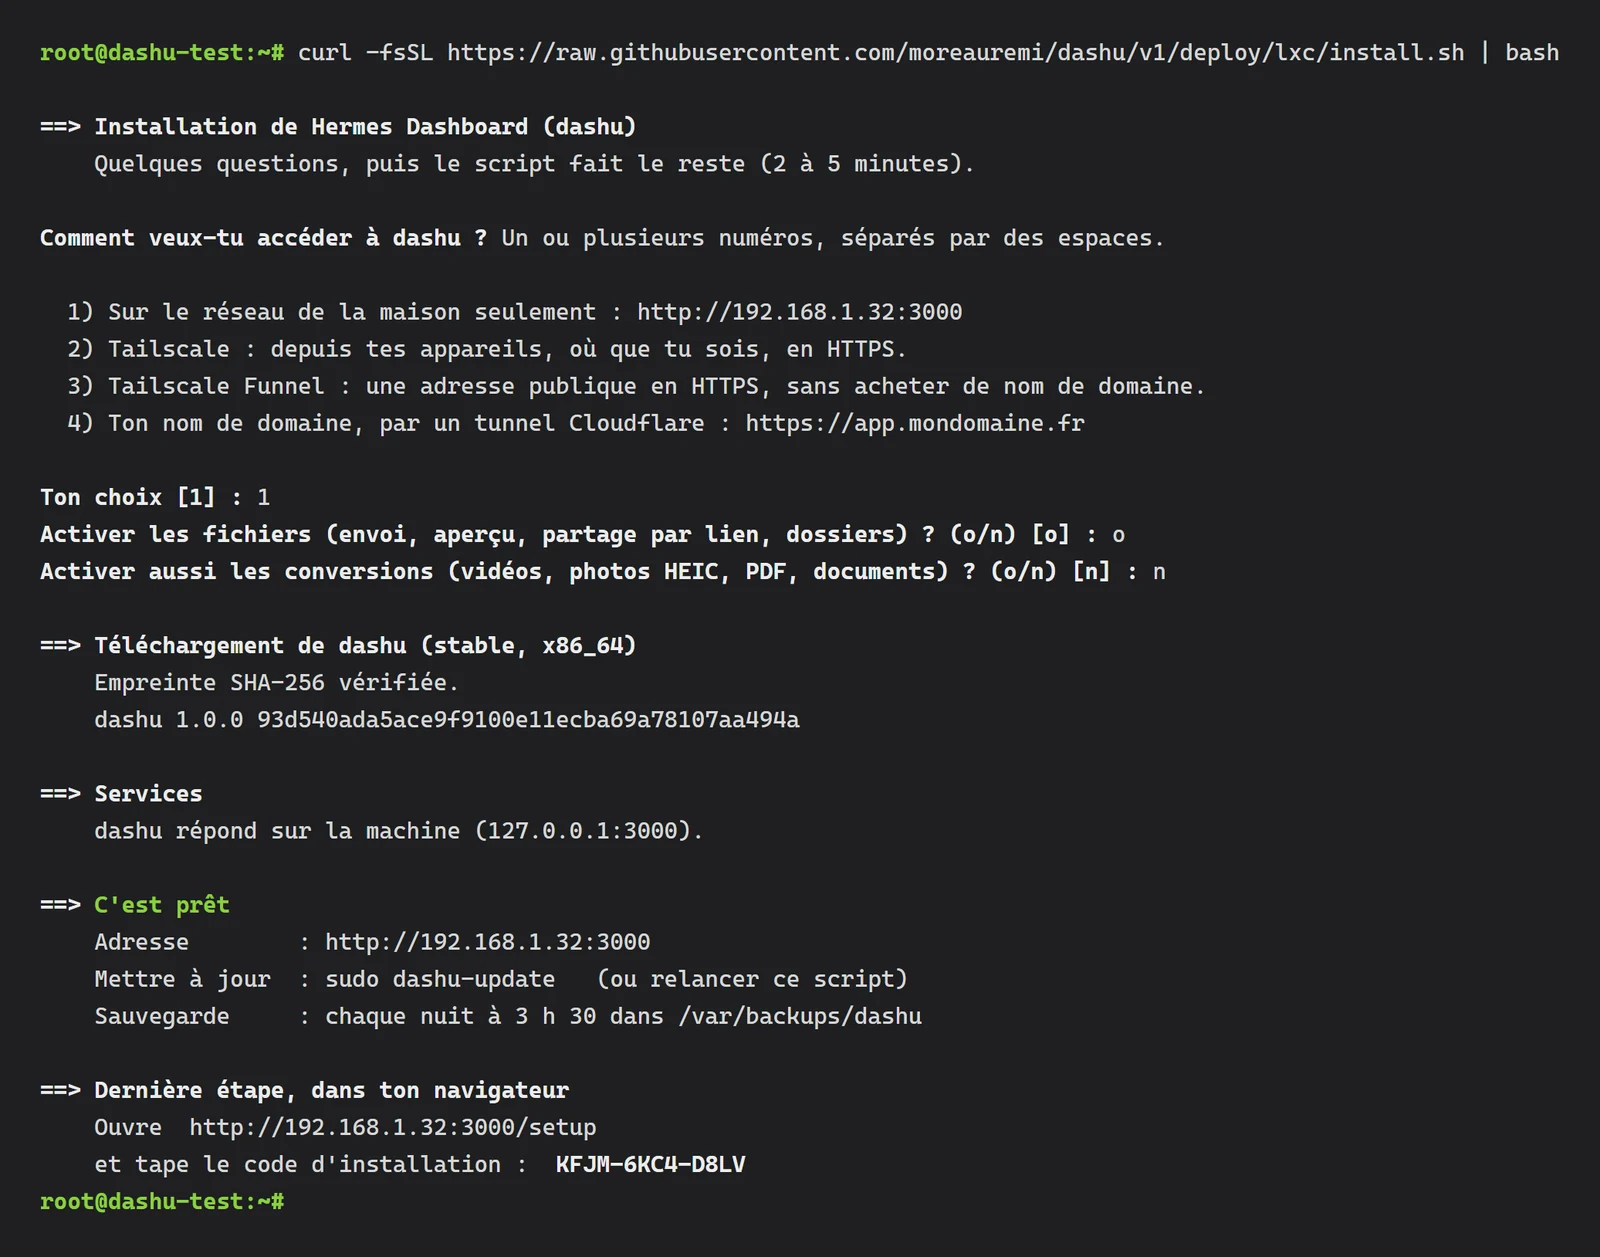 root@dashu-test:~# curl -fsSL https://raw.githubusercontent.com/moreauremi/dashu/v1/deploy/lxc/install.sh | bash
==> Installation de Hermes Dashboard (dashu)
Quelques questions, puis le script fait le reste (2 à 5 minutes).
Comment veux-tu accéder à dashu ? Un ou plusieurs numéros, séparés par des espaces.
1) Sur le réseau de la maison seulement : http://192.168.1.32:3000
2) Tailscale : depuis tes appareils, où que tu sois, en HTTPS.
3) Tailscale Funnel : une adresse publique en HTTPS, sans acheter de nom de domaine.
4) Ton nom de domaine, par un tunnel Cloudflare : https://app.mondomaine.fr
Ton choix [1] : 1
Activer les fichiers (envoi, aperçu, partage par lien, dossiers) ? (o/n) [o] : o
Activer aussi les conversions (vidéos, photos HEIC, PDF, documents) ? (o/n) [n] : n
==> Téléchargement de dashu (stable, x86_64)
Empreinte SHA-256 vérifiée.
dashu 1.0.0 93d540ada5ace9f9100e11ecba69a78107aa494a
==> Services
dashu répond sur la machine (127.0.0.1:3000).
==> C'est prêt
Adresse : http://192.168.1.32:3000
Mettre à jour : sudo dashu-update (ou relancer ce script)
Sauvegarde : chaque nuit à 3 h 30 dans /var/backups/dashu
==> Dernière étape, dans ton navigateur
Ouvre http://192.168.1.32:3000/setup
et tape le code d'installation : KFJM-6KC4-D8LV
root@dashu-test:~#